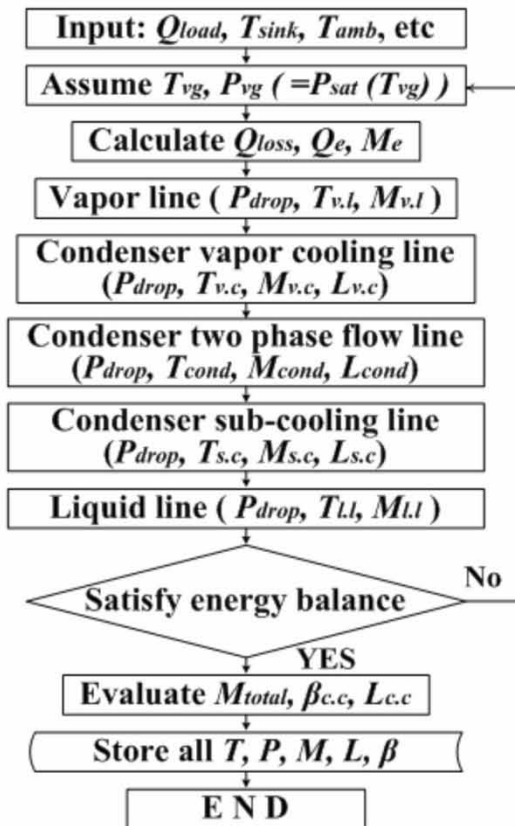 Input: Qload, Tsink, Tamb, etc
Assume Tvg, Pvg ( =Psat (Tvg) )
Calculate Qloss, Qe, Me
Vapor line ( Pdrop, Tv.l, Mv.l )
Condenser vapor cooling line
(Pdrop, Tv.c, Mv.c, Lv.c)
Condenser two phase flow line
(Pdrop, Tcond, Mcond, Lcond)
Condenser sub-cooling line
(Pdrop, Ts.c, Ms.c, Ls.c)
Liquid line ( Pdrop, Tl.l, Ml.l )
No
Satisfy energy balance
YES
Evaluate Mtotal, βc.c, Lc.c
Store all T, P, M, L, β
E N D